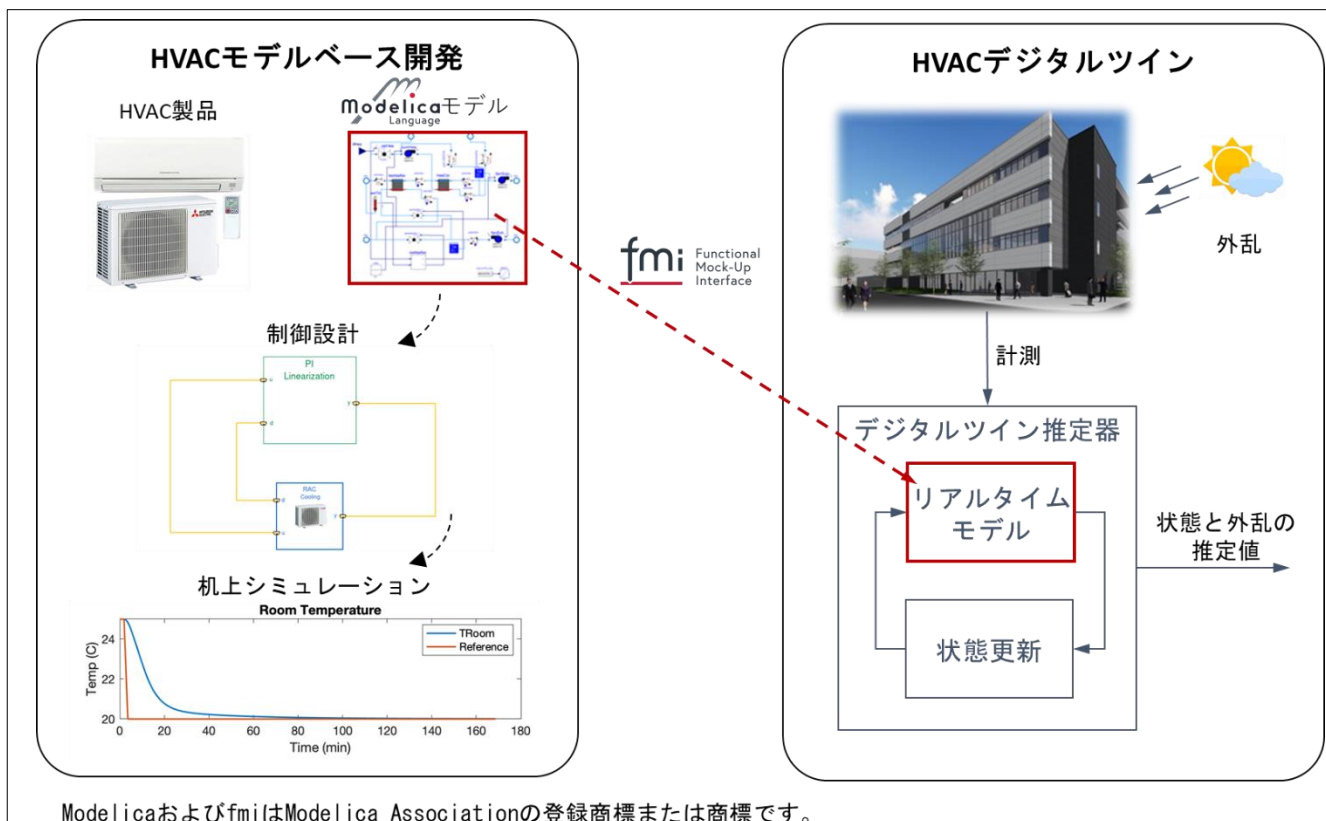 HVACモデルベース開発
HVAC製品
Modelica
Language
モデル
制御設計
PI
Linearization
u
d
y
RAC
Cooling
d
u
y
机上シミュレーション
Room Temperature
TRoom
Reference
Temp (C)
24
22
20
0 20 40 60 80 100 120 140 160 180
Time (min)
fmi
Functional
Mock-Up
Interface
HVACデジタルツイン
外乱
計測
デジタルツイン推定器
リアルタイム
モデル
状態更新
状態と外乱の
推定値
ModelicaおよびfmiはModelica Associationの登録商標または商標です。